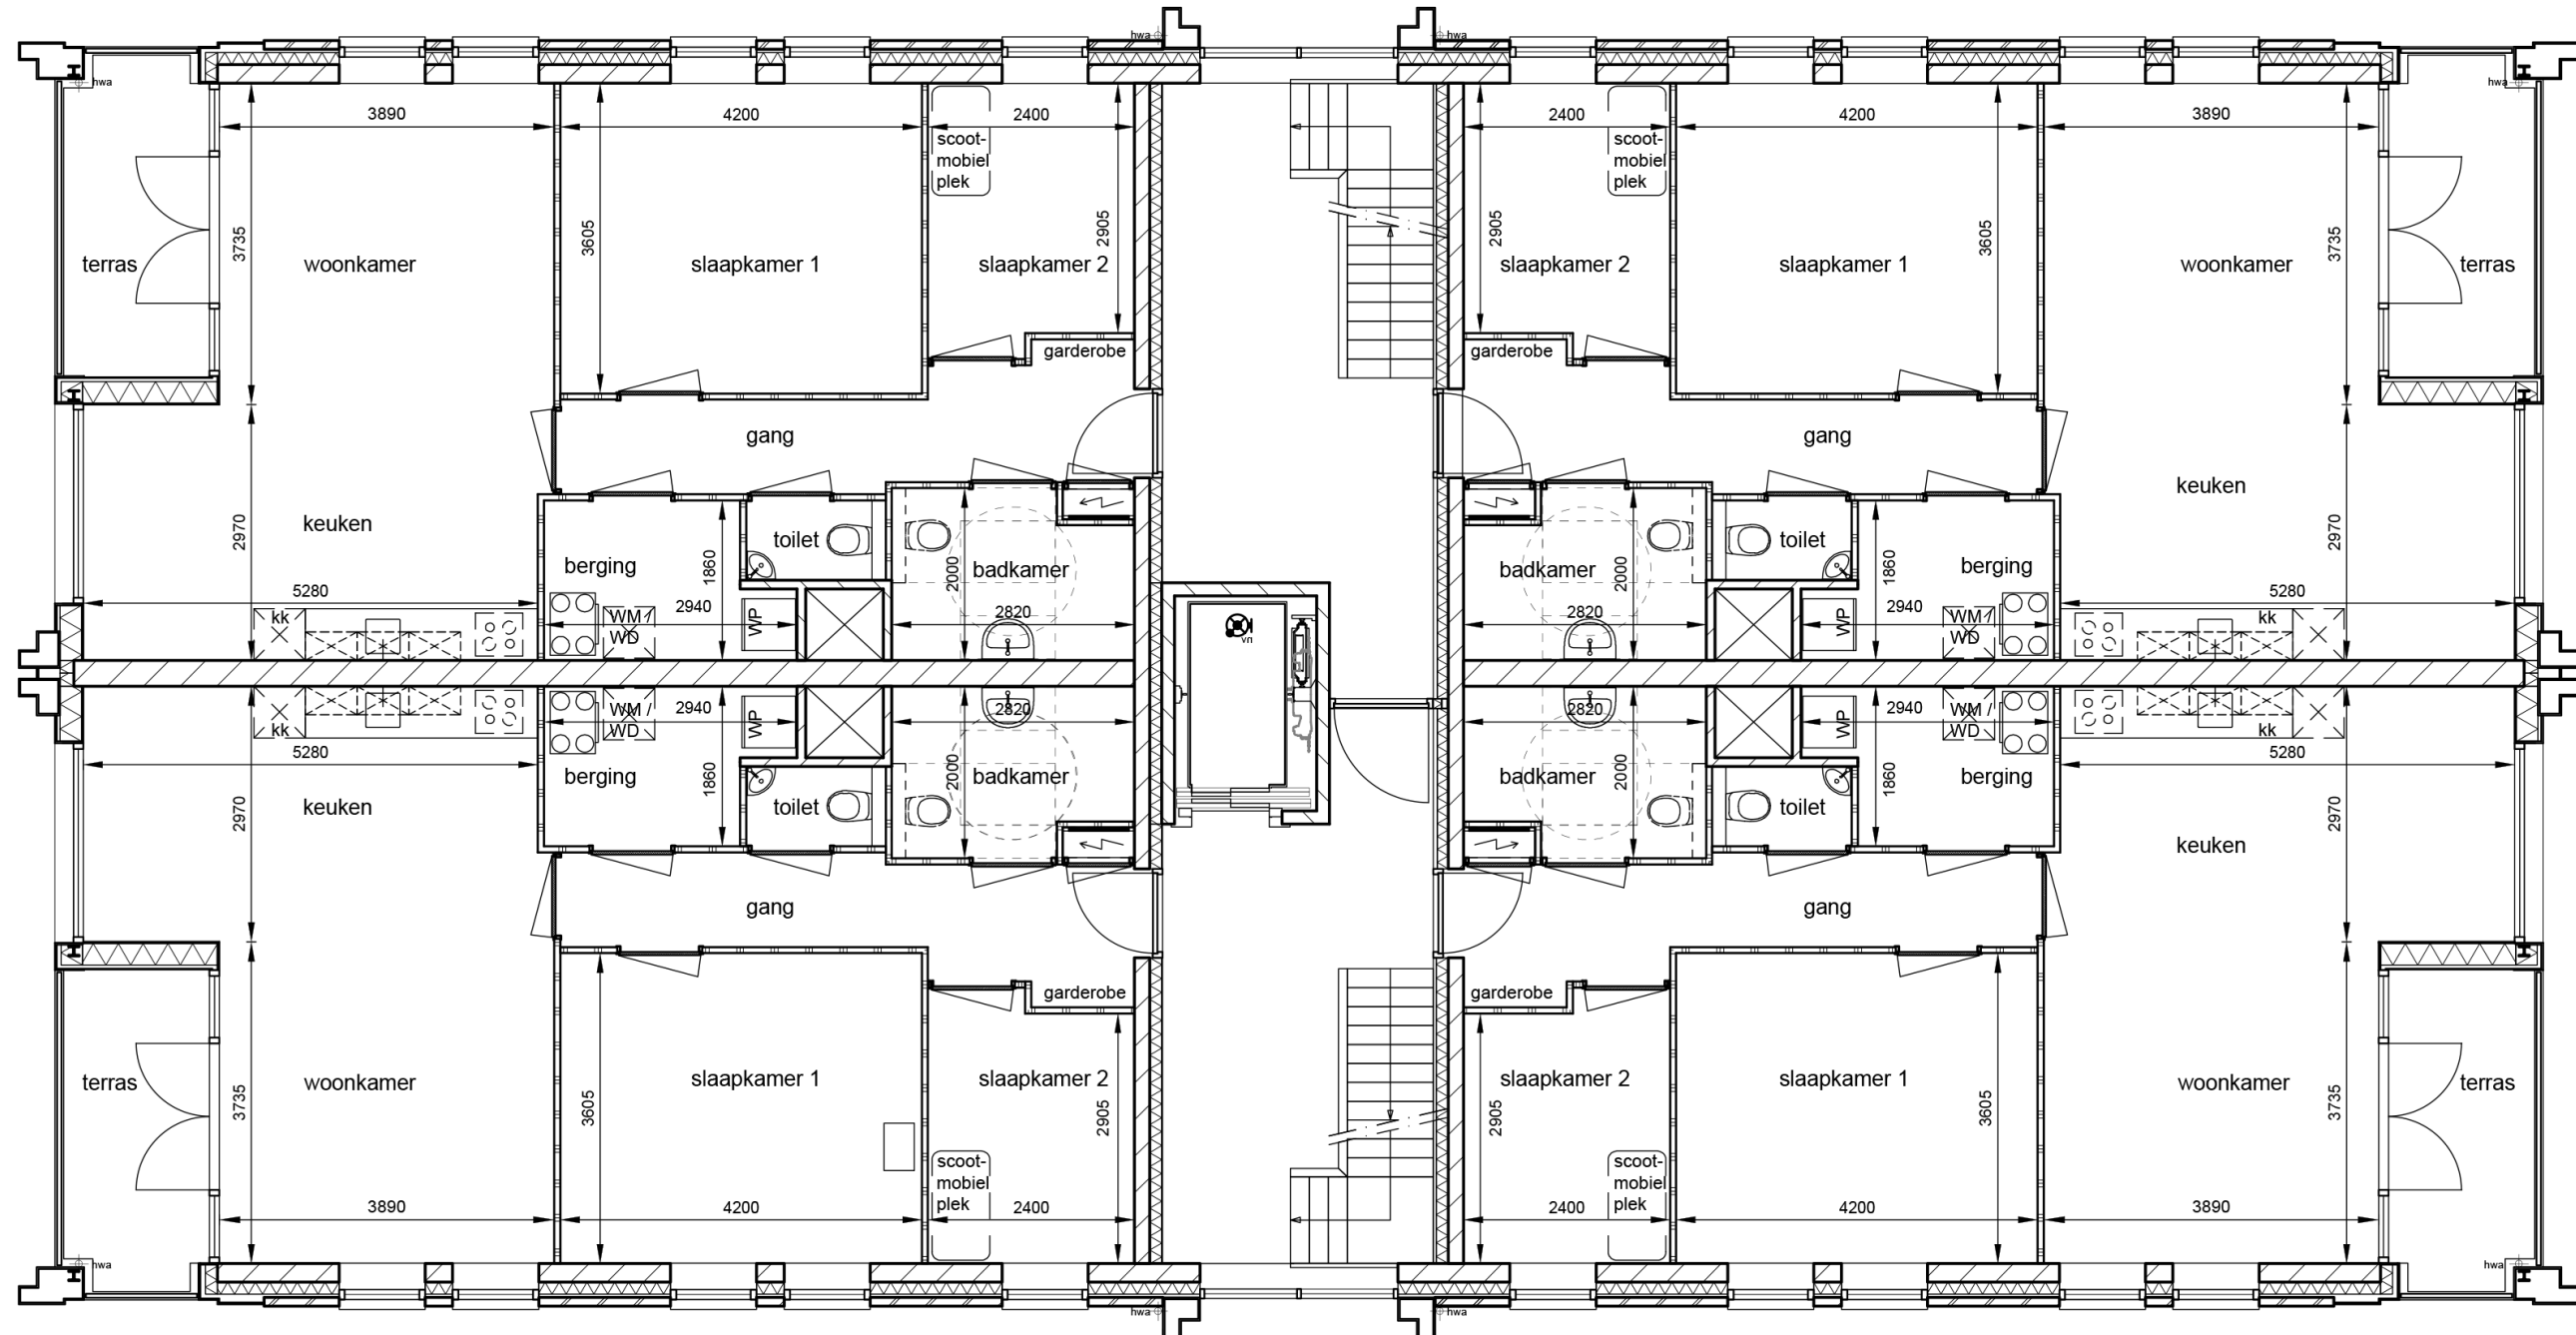 hwa
hwa
hwa
hwa
3890
4200
2400
2400
4200
3890
scoot-
mobiel
plek
scoot-
mobiel
plek
3735
3605
2905
2905
3605
3735
terras
woonkamer
slaapkamer 1
slaapkamer 2
slaapkamer 2
slaapkamer 1
woonkamer
terras
garderobe
garderobe
gang
gang
keuken
keuken
2970
toilet
toilet
2970
berging
1860
2000
badkamer
badkamer
2000
1860
berging
5280
5280
kk
WM /
WD
2940
WP
2820
2820
WP
2940
WM /
WD
kk
vn
kk
WM /
WD
2940
WP
2820
2820
WP
2940
WM /
WD
kk
5280
5280
berging
1860
2000
badkamer
badkamer
2000
1860
berging
2970
keuken
toilet
toilet
2970
keuken
gang
gang
garderobe
garderobe
terras
woonkamer
slaapkamer 1
slaapkamer 2
slaapkamer 2
slaapkamer 1
woonkamer
terras
3735
3605
2905
2905
3605
3735
scoot-
mobiel
plek
scoot-
mobiel
plek
3890
4200
2400
2400
4200
3890
hwa
hwa
hwa
hwa